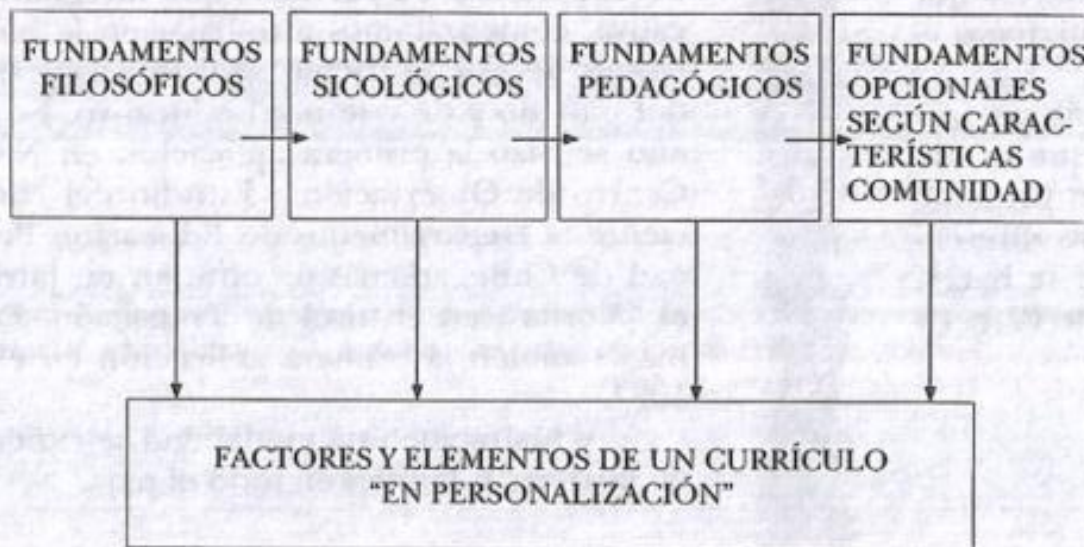 FUNDAMENTOS
FILOSÓFICOS
FUNDAMENTOS
SICOLÓGICOS
FUNDAMENTOS
PEDAGÓGICOS
FUNDAMENTOS
OPCIONALES
SEGÚN CARAC-
TERÍSTICAS
COMUNIDAD
FACTORES Y ELEMENTOS DE UN CURRÍCULO
“EN PERSONALIZACIÓN”